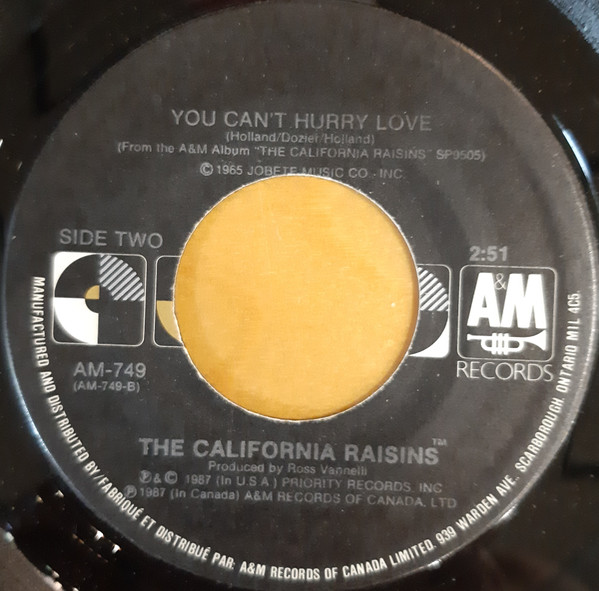 YOU CAN'T HURRY LOVE
(Holland/Dozier/Holland)
(From the A&M Album "THE CALIFORNIA RAISINS" SP9505)
© 1965 JOBETE MUSIC CO., INC.
SIDE TWO
2:51
A&M
RECORDS
AM-749
(AM-749-B)
THE CALIFORNIA RAISINS™
Produced by Ross Vannelli
℗ & © 1987 (In U.S.A.) PRIORITY RECORDS, INC.
℗ 1987 (In Canada) A&M RECORDS OF CANADA, LTD
MANUFACTURED AND DISTRIBUTED BY/FABRIQUÉ ET DISTRIBUÉ PAR: A&M RECORDS OF CANADA LIMITED. 939 WARDEN AVE. SCARBOROUGH. ONTARIO M1L 4C5.